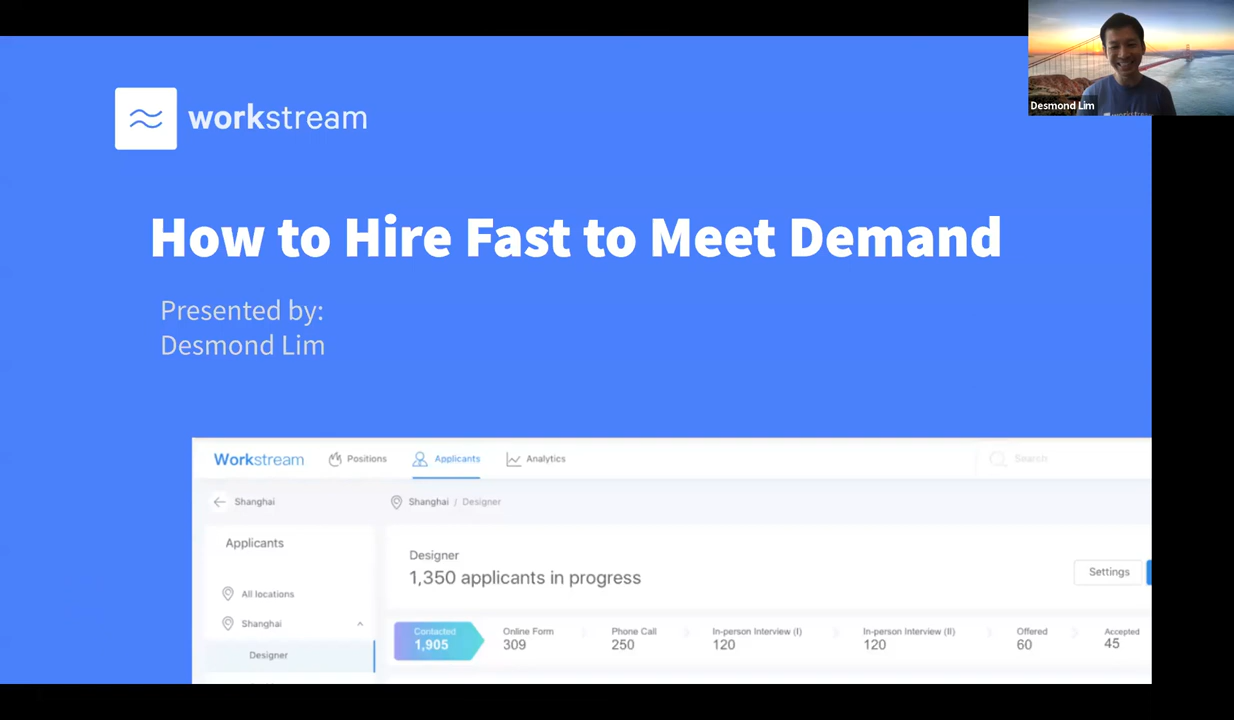 Desmond Lim
workstream
How to Hire Fast to Meet Demand
Presented by:
Desmond Lim
Workstream Positions Applicants Analytics Search
Shanghai
Shanghai / Designer
Applicants
Designer
1,350 applicants in progress
Settings
All locations
Shanghai
Designer
Contacted Online Form Phone Call In-person Interview (I) In-person Interview (II) Offered Accepted
1,905 309 250 120 120 60 45